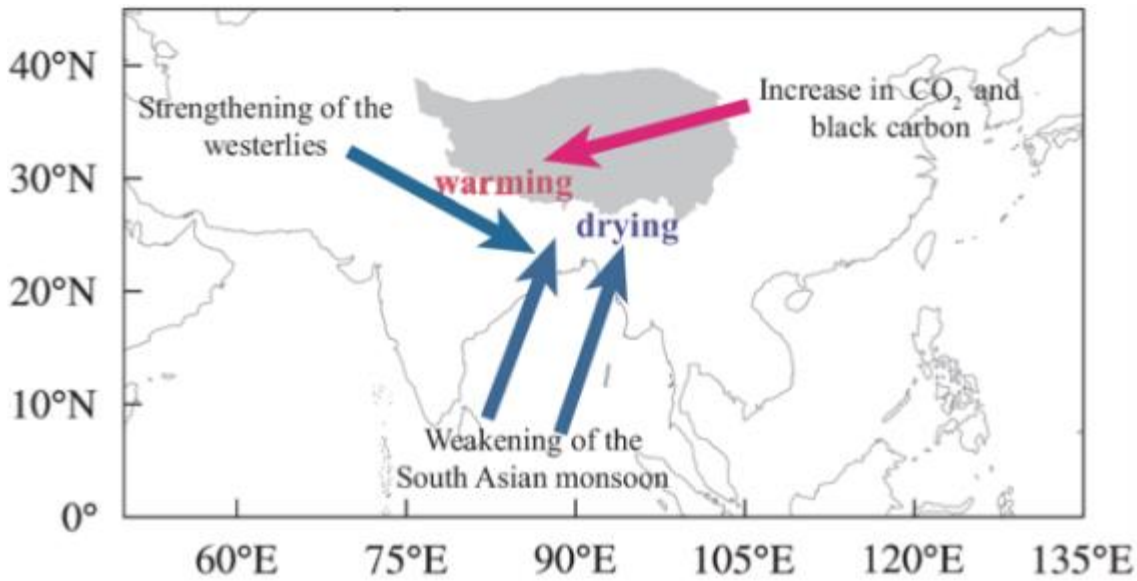 40°N
30°N
20°N
10°N
0°
Strengthening of the
westerlies
Increase in CO₂ and
black carbon
warming
drying
Weakening of the
South Asian monsoon
60°E 75°E 90°E 105°E 120°E 135°E